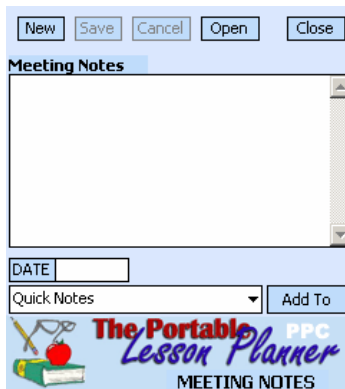 New Save Cancel Open Close
Meeting Notes
DATE
Quick Notes Add To
The Portable PPC
Lesson Planner
MEETING NOTES